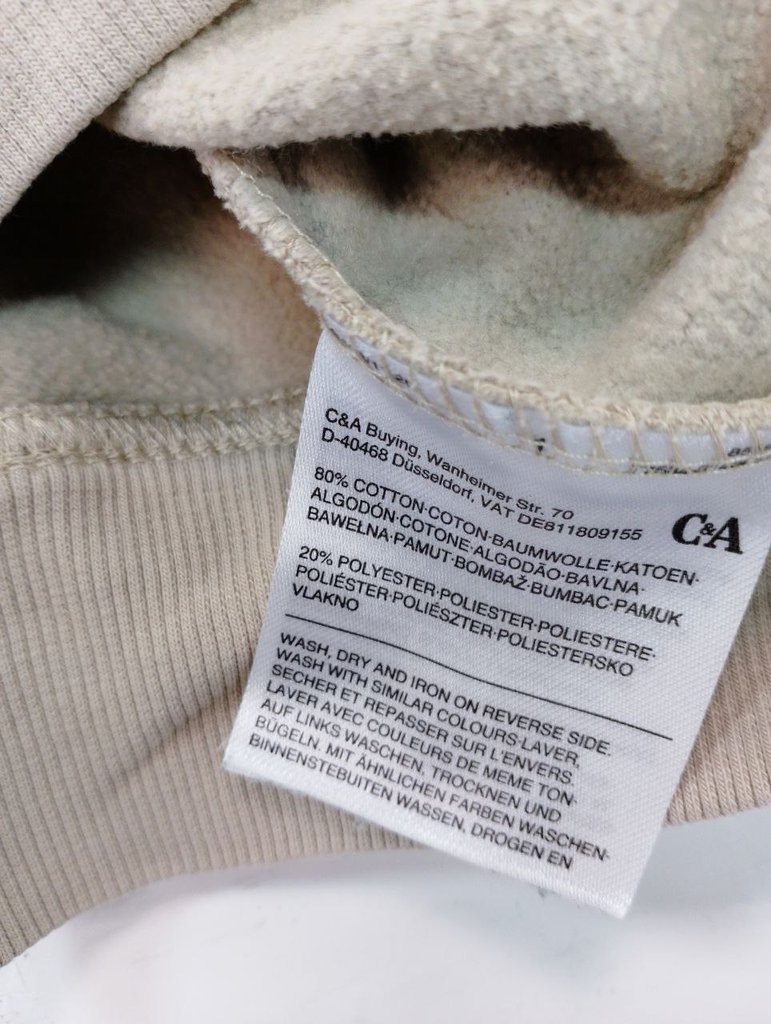 C&A Buying, Wanheimer Str. 70
D-40468 Düsseldorf, VAT DE811809155
C&A
80% COTTON·COTON·BAUMWOLLE·KATOEN·
ALGODÓN·COTONE·ALGODÃO·BAVLNA·
BAWEŁNA·PAMUT·BOMBAŽ·BUMBAC·PAMUK
20% POLYESTER·POLIESTER·POLIESTERE·
POLIÉSTER·POLIÉSZTER·POLIESTERSKO
VLAKNO
WASH, DRY AND IRON ON REVERSE SIDE.
WASH WITH SIMILAR COLOURS·LAVER,
SECHER ET REPASSER SUR L'ENVERS.
LAVER AVEC COULEURS DE MEME TON·
AUF LINKS WASCHEN, TROCKNEN UND
BÜGELN. MIT ÄHNLICHEN FARBEN WASCHEN·
BINNENSTEBUITEN WASSEN, DROGEN EN